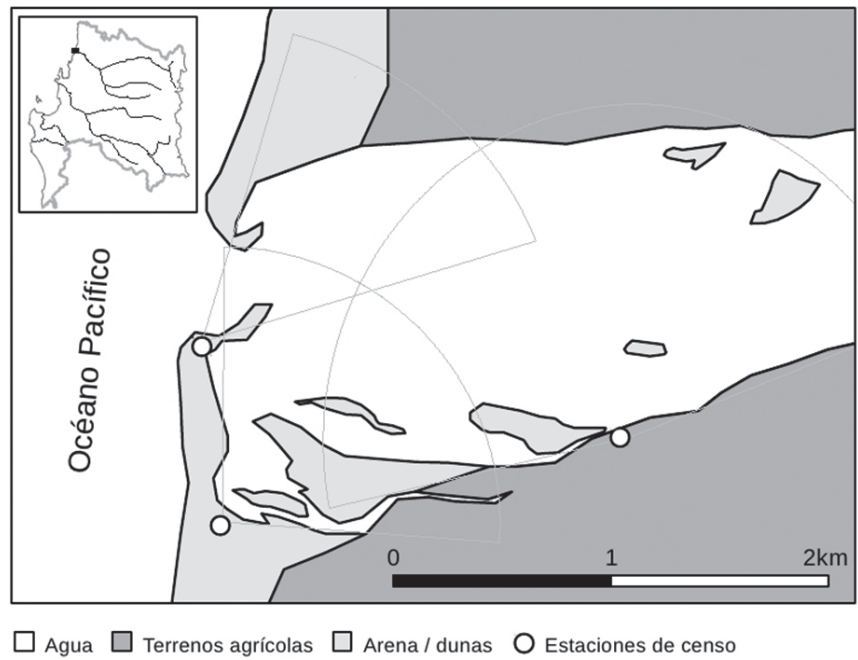 Océano Pacífico
0 1 2km
Agua Terrenos agrícolas Arena / dunas Estaciones de censo